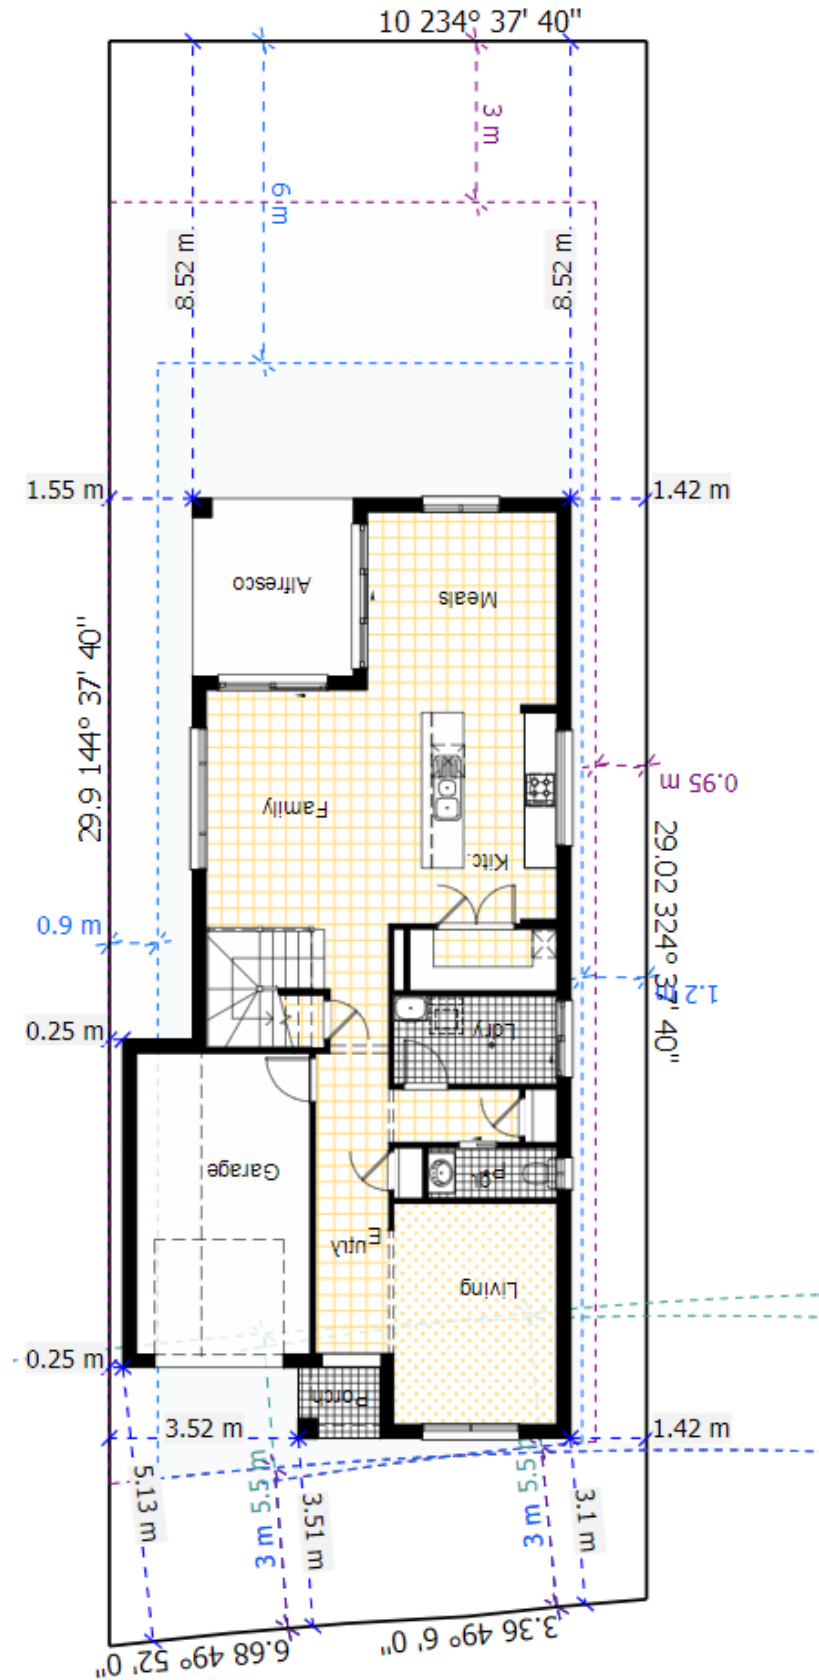 10 234° 37' 40"
3 m
6 m
8.52 m
8.52 m
1.55 m
1.42 m
Alfresco
Meals
29.9 144° 37' 40"
0.95 m
Family
Kitc.
29.02 324° 37' 40"
0.9 m
1.2 m
0.25 m
Ldry
Garage
Pdr
Entry
Living
0.25 m
Porch
3.52 m
1.42 m
5.13 m
3 m
5.5 m
3.51 m
5.5 m
3.1 m
6.68 49° 52' 0"
3.36 49° 6' 0"